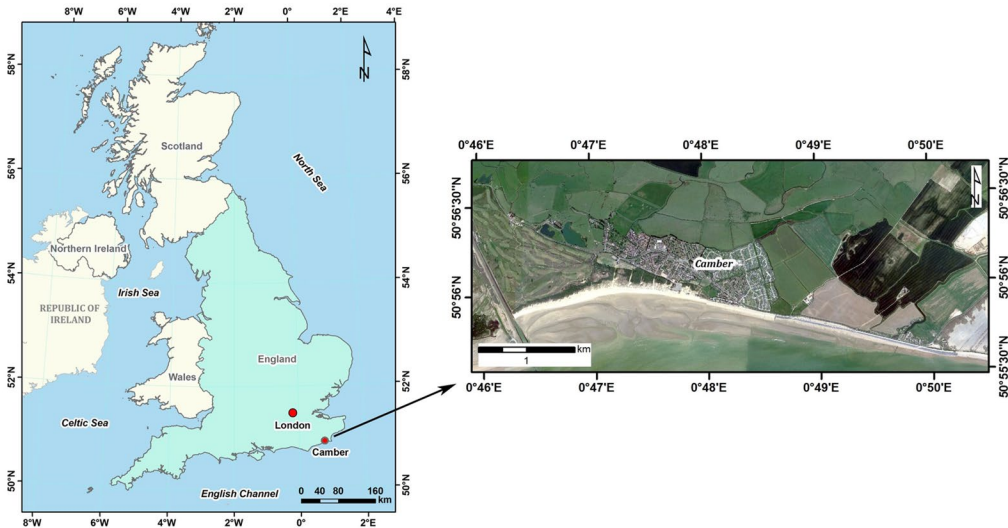 8°W 6°W 4°W 2°W 0° 2°E 4°E
58°N
58°N
N
Scotland
North Sea
56°N
56°N
Northern Ireland
54°N
54°N
Irish Sea
REPUBLIC OF
IRELAND
England
Wales
52°N
52°N
Celtic Sea
London
Camber
English Channel
0 40 80 160
km
50°N
50°N
8°W 6°W 4°W 2°W 0° 2°E
0°46'E 0°47'E 0°48'E 0°49'E 0°50'E
N
50°56'30''N
50°56'30''N
Camber
50°56'N
50°56'N
km
1
50°55'30''N
0°46'E 0°47'E 0°48'E 0°49'E 0°50'E